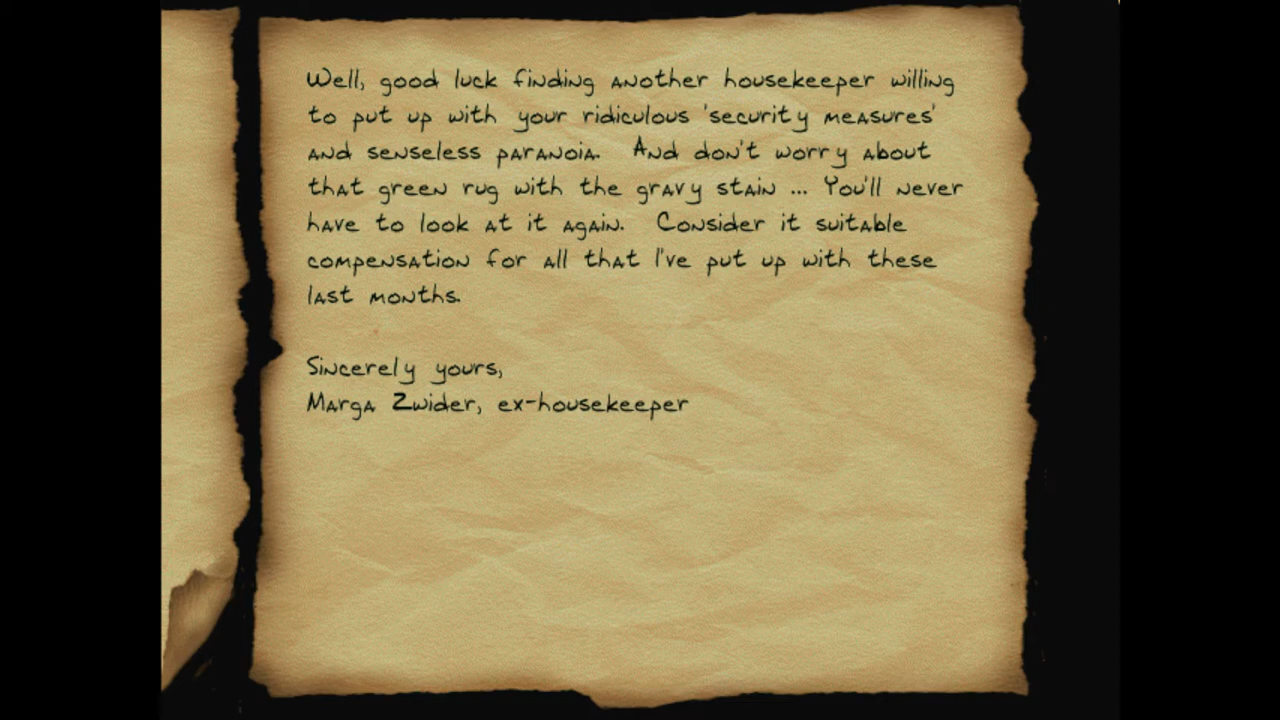 Well, good luck finding another housekeeper willing
to put up with your ridiculous 'security measures'
and senseless paranoia.  And don't worry about
that green rug with the gravy stain ... You'll never
have to look at it again.  Consider it suitable
compensation for all that I've put up with these
last months.
Sincerely yours,
Marga Zwider, ex-housekeeper